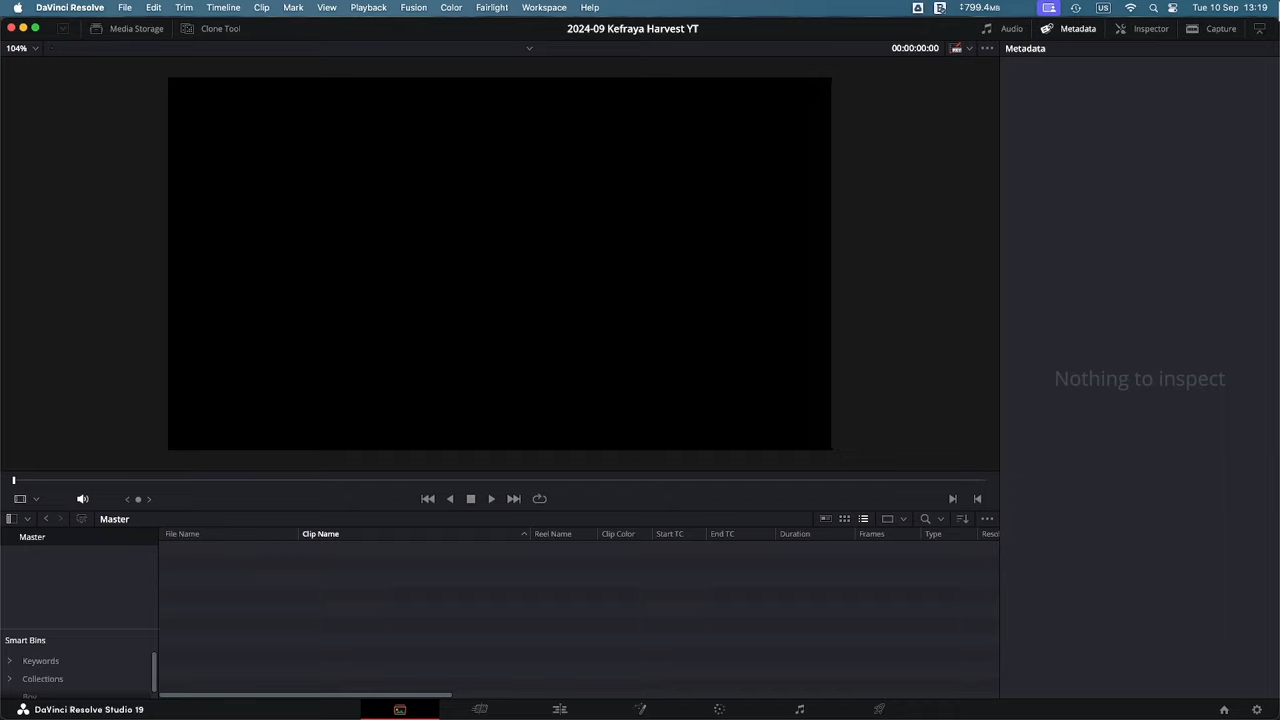 DaVinci Resolve File Edit Trim Timeline Clip Mark View Playback Fusion Color Fairlight Workspace Help 799.4MB US Tue 10 Sep 13:19
Media Storage Clone Tool 2024-09 Kefraya Harvest YT Audio Metadata Inspector Capture
104% 00:00:00:00 Metadata
Nothing to inspect
Master
Master File Name Clip Name Reel Name Clip Color Start TC End TC Duration Frames Type Reso
Smart Bins
Keywords
Collections
DaVinci Resolve Studio 19